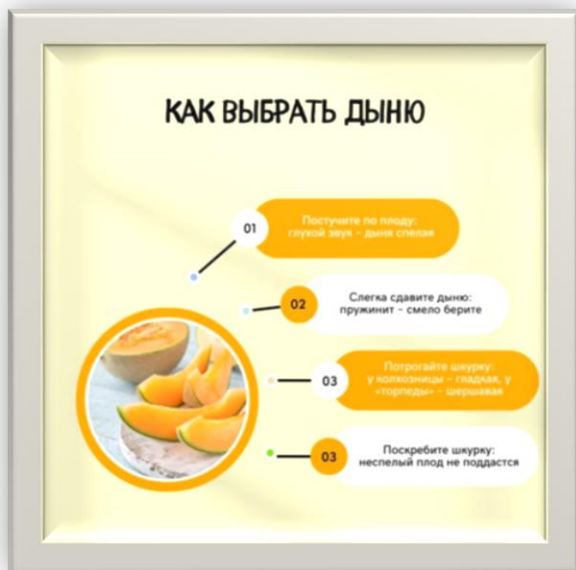 КАК ВЫБРАТЬ ДЫНЮ
01
Постучите по плоду:
глухой звук - дыня спелая
02
Слегка сдавите дыню:
пружинит - смело берите
03
Потрогайте шкурку:
у колхозницы - гладкая, у
«торпеды» - шершавая
03
Поскребите шкурку:
неспелый плод не поддастся